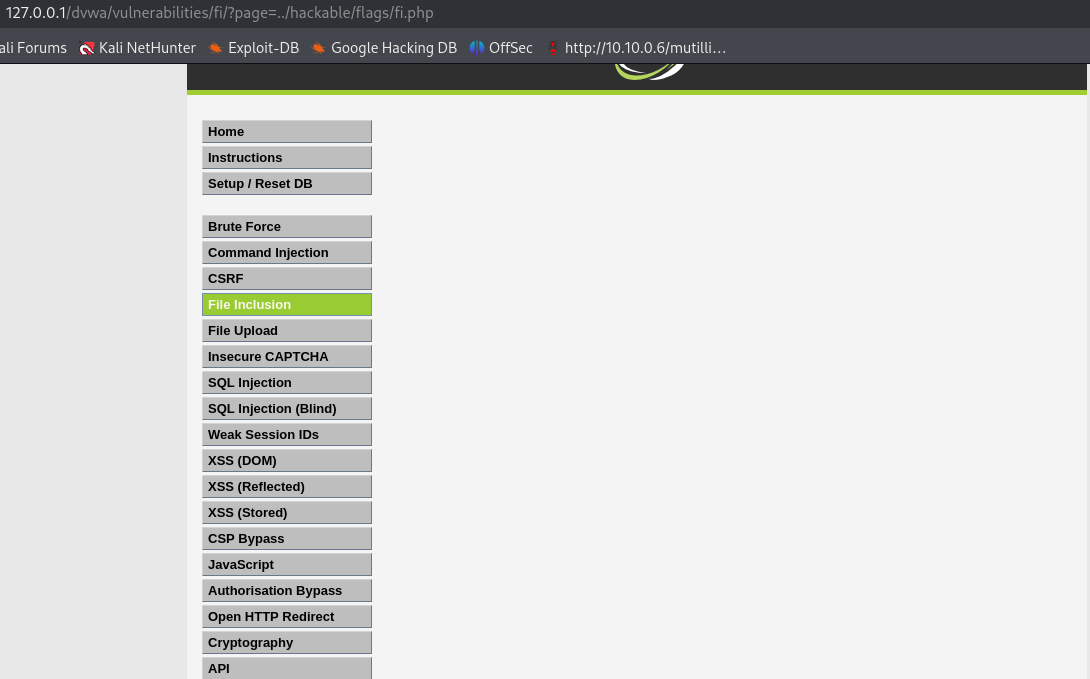 127.0.0.1/dvwa/vulnerabilities/fi/?page=../hackable/flags/fi.php
ali Forums Kali NetHunter Exploit-DB Google Hacking DB OffSec http://10.10.0.6/mutilli…
Home
Instructions
Setup / Reset DB
Brute Force
Command Injection
CSRF
File Inclusion
File Upload
Insecure CAPTCHA
SQL Injection
SQL Injection (Blind)
Weak Session IDs
XSS (DOM)
XSS (Reflected)
XSS (Stored)
CSP Bypass
JavaScript
Authorisation Bypass
Open HTTP Redirect
Cryptography
API